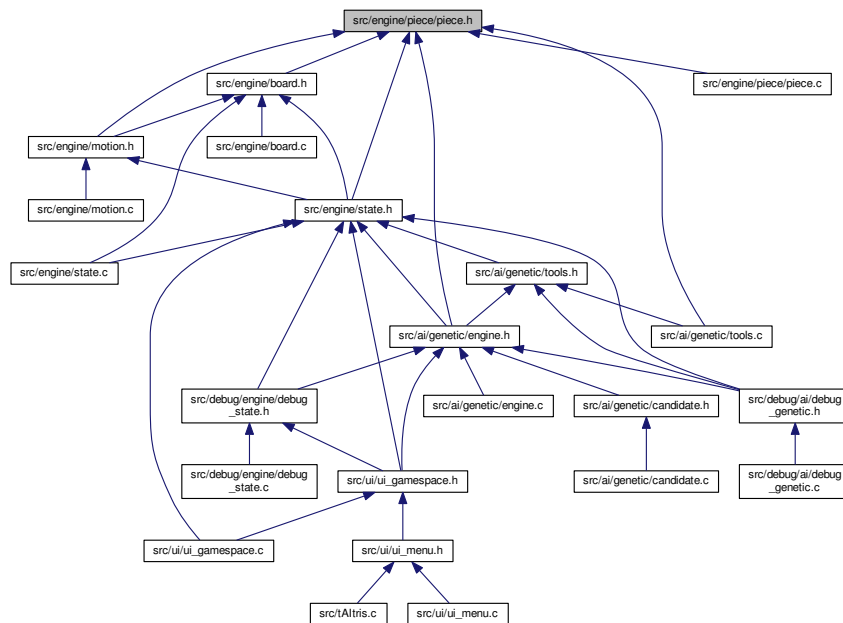 src/engine/piece/piece.h
src/engine/board.h
src/engine/piece/piece.c
src/engine/motion.h
src/engine/board.c
src/engine/motion.c
src/engine/state.h
src/engine/state.c
src/ai/genetic/tools.h
src/ai/genetic/engine.h
src/ai/genetic/tools.c
src/debug/engine/debug
_state.h
src/ai/genetic/engine.c
src/ai/genetic/candidate.h
src/debug/ai/debug
_genetic.h
src/debug/engine/debug
_state.c
src/ui/ui_gamespace.h
src/ai/genetic/candidate.c
src/debug/ai/debug
_genetic.c
src/ui/ui_gamespace.c
src/ui/ui_menu.h
src/tAItris.c
src/ui/ui_menu.c